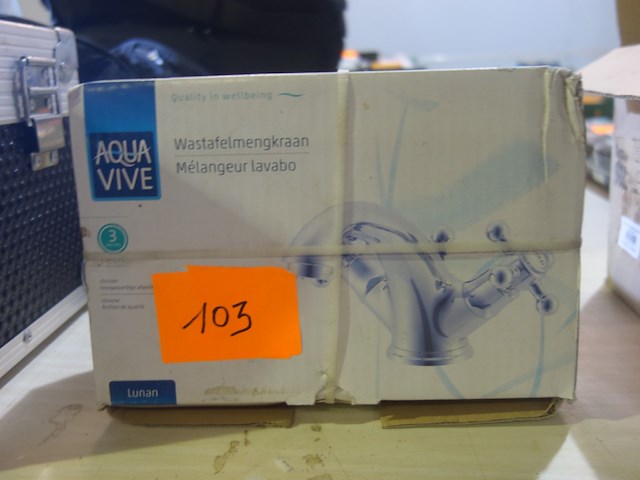 Quality in wellbeing
AQUA
VIVE
Wastafelmengkraan
Mélangeur lavabo
3
103
Lunan